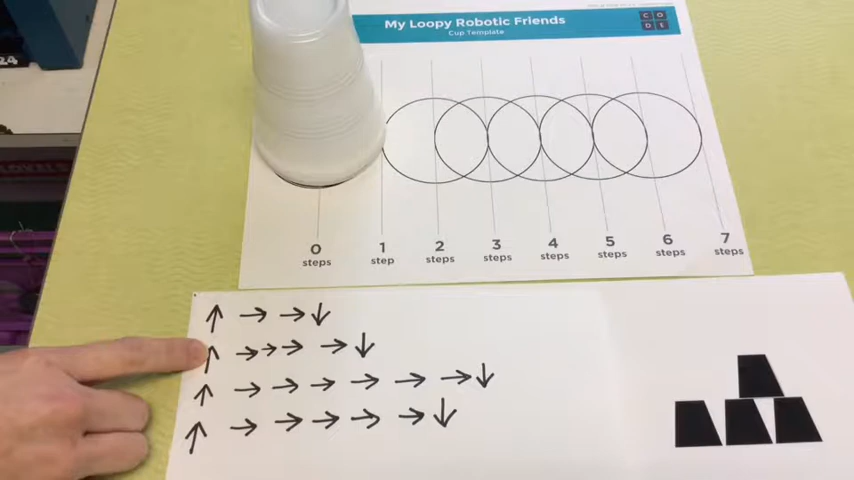 My Loopy Robotic Friends
Cup Template
C O
D E
0 1 2 3 4 5 6 7
steps step steps steps steps steps steps steps
24
↑ → → ↓
↑ → → → → ↓
↑ → → → → → → ↓
↑ → → → → → ↓